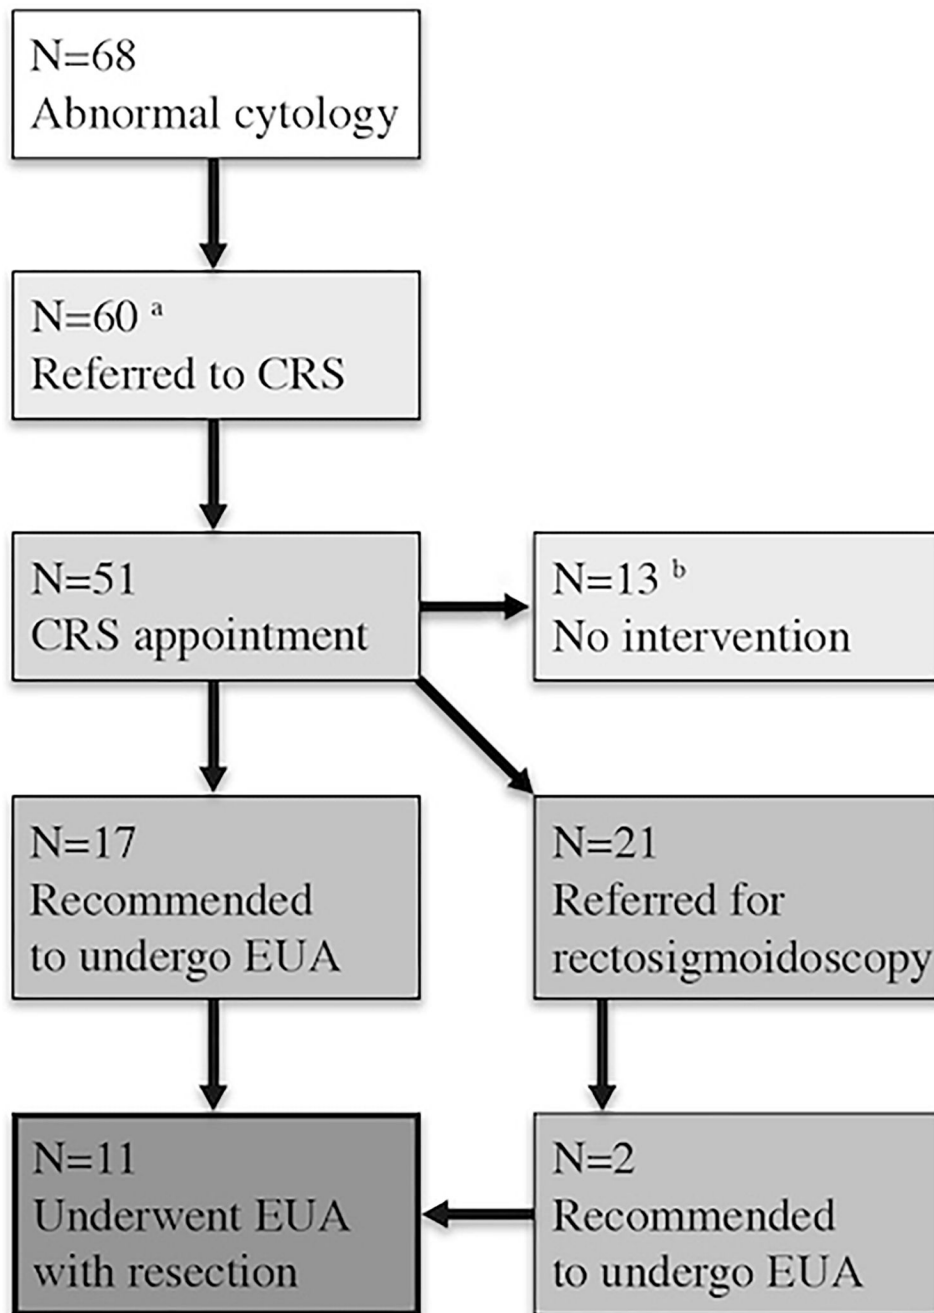 N=68
Abnormal cytology
N=60 a
Referred to CRS
N=51
CRS appointment
N=13 b
No intervention
N=17
Recommended
to undergo EUA
N=21
Referred for
rectosigmoidoscopy
N=11
Underwent EUA
with resection
N=2
Recommended
to undergo EUA